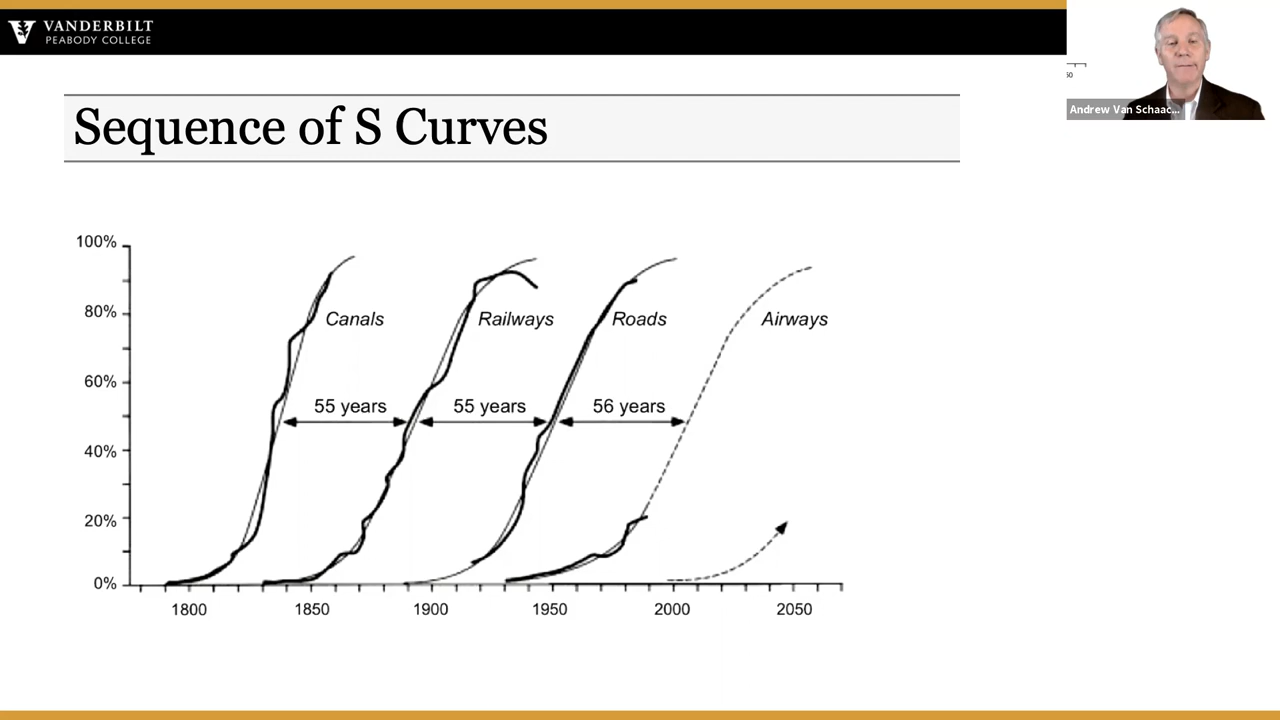 VANDERBILT
PEABODY COLLEGE
50
Andrew Van Schaac...
Sequence of S Curves
100%
80%
60%
40%
20%
0%
Canals
Railways
Roads
Airways
55 years
55 years
56 years
1800
1850
1900
1950
2000
2050